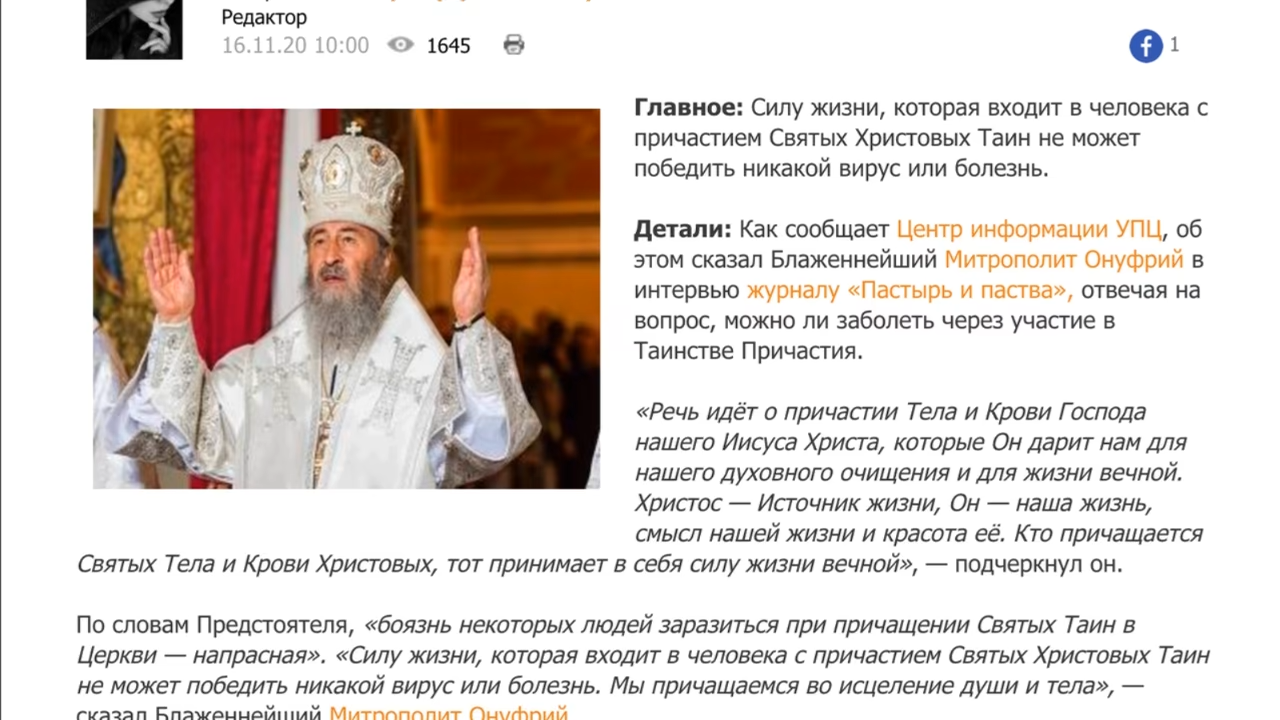 Редактор
16.11.20 10:00 1645
1
Главное: Силу жизни, которая входит в человека с
причастием Святых Христовых Таин не может
победить никакой вирус или болезнь.
Детали: Как сообщает Центр информации УПЦ, об
этом сказал Блаженнейший Митрополит Онуфрий в
интервью журналу «Пастырь и паства», отвечая на
вопрос, можно ли заболеть через участие в
Таинстве Причастия.
«Речь идёт о причастии Тела и Крови Господа
нашего Иисуса Христа, которые Он дарит нам для
нашего духовного очищения и для жизни вечной.
Христос — Источник жизни, Он — наша жизнь,
смысл нашей жизни и красота её. Кто причащается
Святых Тела и Крови Христовых, тот принимает в себя силу жизни вечной», — подчеркнул он.
По словам Предстоятеля, «боязнь некоторых людей заразиться при причащении Святых Таин в
Церкви — напрасная». «Силу жизни, которая входит в человека с причастием Святых Христовых Таин
не может победить никакой вирус или болезнь. Мы причащаемся во исцеление души и тела», —
сказал Блаженнейший Митрополит Онуфрий